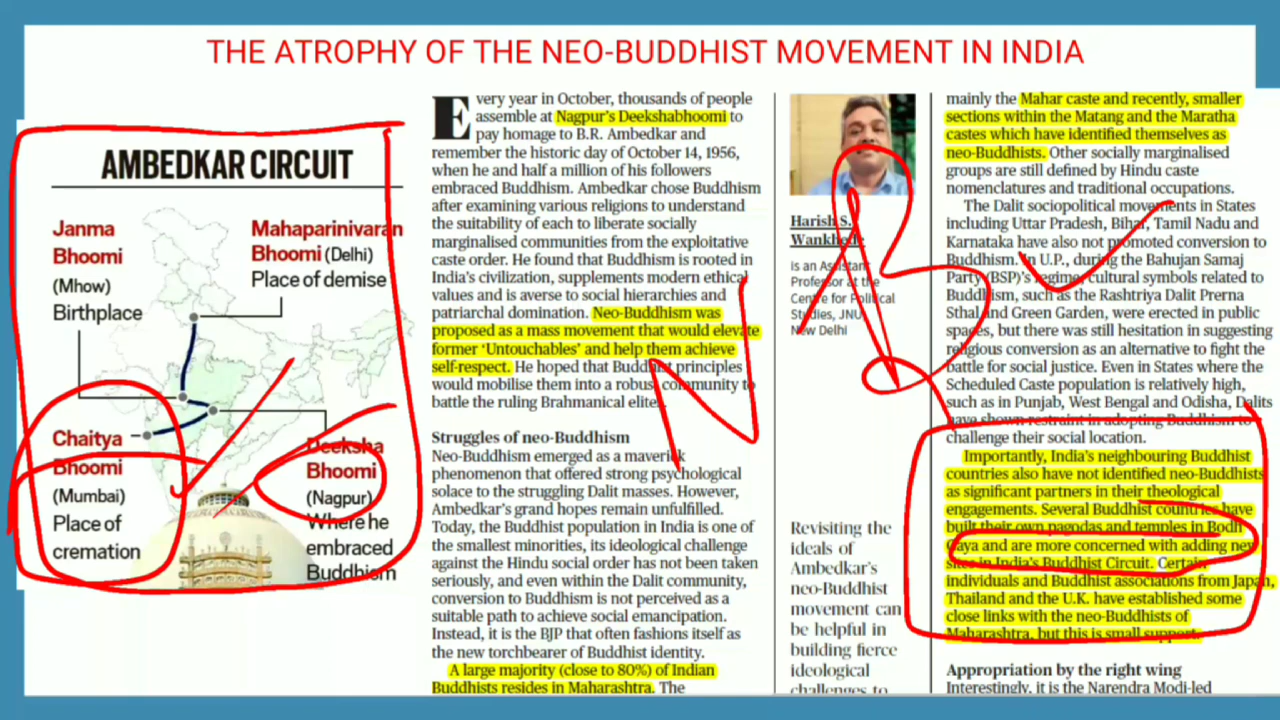 THE ATROPHY OF THE NEO-BUDDHIST MOVEMENT IN INDIA
AMBEDKAR CIRCUIT
Janma
Bhoomi
(Mhow)
Birthplace
Mahaparinivaran
Bhoomi (Delhi)
Place of demise
Chaitya
Bhoomi
(Mumbai)
Place of
cremation
Deeksha
Bhoomi
(Nagpur)
Where he
embraced
Buddhism
Every year in October, thousands of people
assemble at Nagpur's Deekshabhoomi to
pay homage to B.R. Ambedkar and
remember the historic day of October 14, 1956,
when he and half a million of his followers
embraced Buddhism. Ambedkar chose Buddhism
after examining various religions to understand
the suitability of each to liberate socially
marginalised communities from the exploitative
caste order. He found that Buddhism is rooted in
India's civilization, supplements modern ethical
values and is averse to social hierarchies and
patriarchal domination. Neo-Buddhism was
proposed as a mass movement that would elevate
former 'Untouchables' and help them achieve
self-respect. He hoped that Buddhist principles
would mobilise them into a robust community to
battle the ruling Brahmanical elite.
Struggles of neo-Buddhism
Neo-Buddhism emerged as a maverick
phenomenon that offered strong psychological
solace to the struggling Dalit masses. However,
Ambedkar's grand hopes remain unfulfilled.
Today, the Buddhist population in India is one of
the smallest minorities, its ideological challenge
against the Hindu social order has not been taken
seriously, and even within the Dalit community,
conversion to Buddhism is not perceived as a
suitable path to achieve social emancipation.
Instead, it is the BJP that often fashions itself as
the new torchbearer of Buddhist identity.
A large majority (close to 80%) of Indian
Buddhists resides in Maharashtra. The
Harish S.
Wankhede
is an Assistant
Professor at the
Centre for Political
Studies, JNU,
New Delhi
Revisiting the
ideals of
Ambedkar's
neo-Buddhist
movement can
be helpful in
building fierce
ideological
challenges to
mainly the Mahar caste and recently, smaller
sections within the Matang and the Maratha
castes which have identified themselves as
neo-Buddhists. Other socially marginalised
groups are still defined by Hindu caste
nomenclatures and traditional occupations.
The Dalit sociopolitical movements in States
including Uttar Pradesh, Bihar, Tamil Nadu and
Karnataka have also not promoted conversion to
Buddhism. In U.P., during the Bahujan Samaj
Party (BSP)'s regime, cultural symbols related to
Buddhism, such as the Rashtriya Dalit Prerna
Sthal and Green Garden, were erected in public
spaces, but there was still hesitation in suggesting
religious conversion as an alternative to fight the
battle for social justice. Even in States where the
Scheduled Caste population is relatively high,
such as in Punjab, West Bengal and Odisha, Dalits
have shown restraint in adopting Buddhism to
challenge their social location.
Importantly, India's neighbouring Buddhist
countries also have not identified neo-Buddhists
as significant partners in their theological
engagements. Several Buddhist countries have
built their own pagodas and temples in Bodh
Gaya and are more concerned with adding new
sites in India's Buddhist Circuit. Certain
individuals and Buddhist associations from Japan,
Thailand and the U.K. have established some
close links with the neo-Buddhists of
Maharashtra, but this is small support.
Appropriation by the right wing
Interestingly, it is the Narendra Modi-led